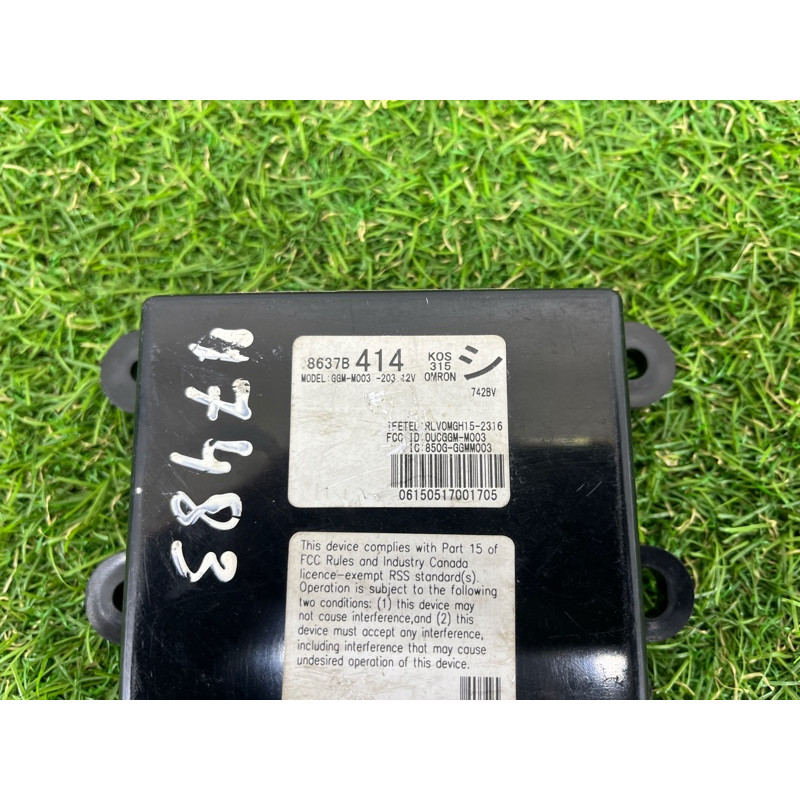 8637B 414 KOS 315 シ
MODEL:GGM-M003 -203 12V OMRON
742BV
IFETEL:RLVOMGH15-2316
FCC ID:OUCGGM-M003
IC:850G-GGMM003
06150517001705
This device complies with Part 15 of
FCC Rules and Industry Canada
licence-exempt RSS standard(s).
Operation is subject to the following
two conditions: (1) this device may
not cause interference,and (2) this
device must accept any interference,
including interference that may cause
undesired operation of this device.